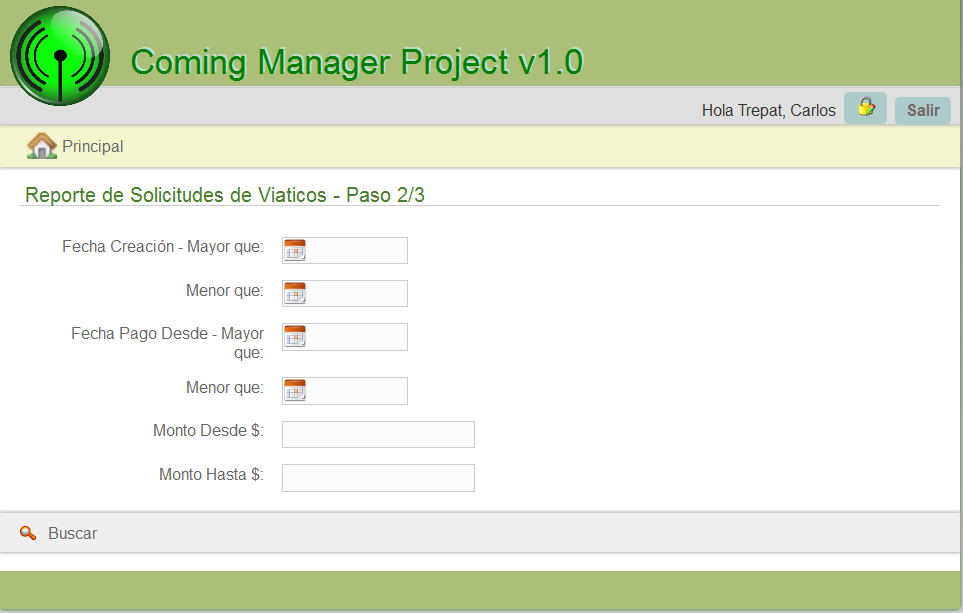 Coming Manager Project v1.0
Hola Trepat, Carlos
Salir
Principal
Reporte de Solicitudes de Viaticos - Paso 2/3
Fecha Creación - Mayor que:
Menor que:
Fecha Pago Desde - Mayor
que:
Menor que:
Monto Desde $:
Monto Hasta $:
Buscar